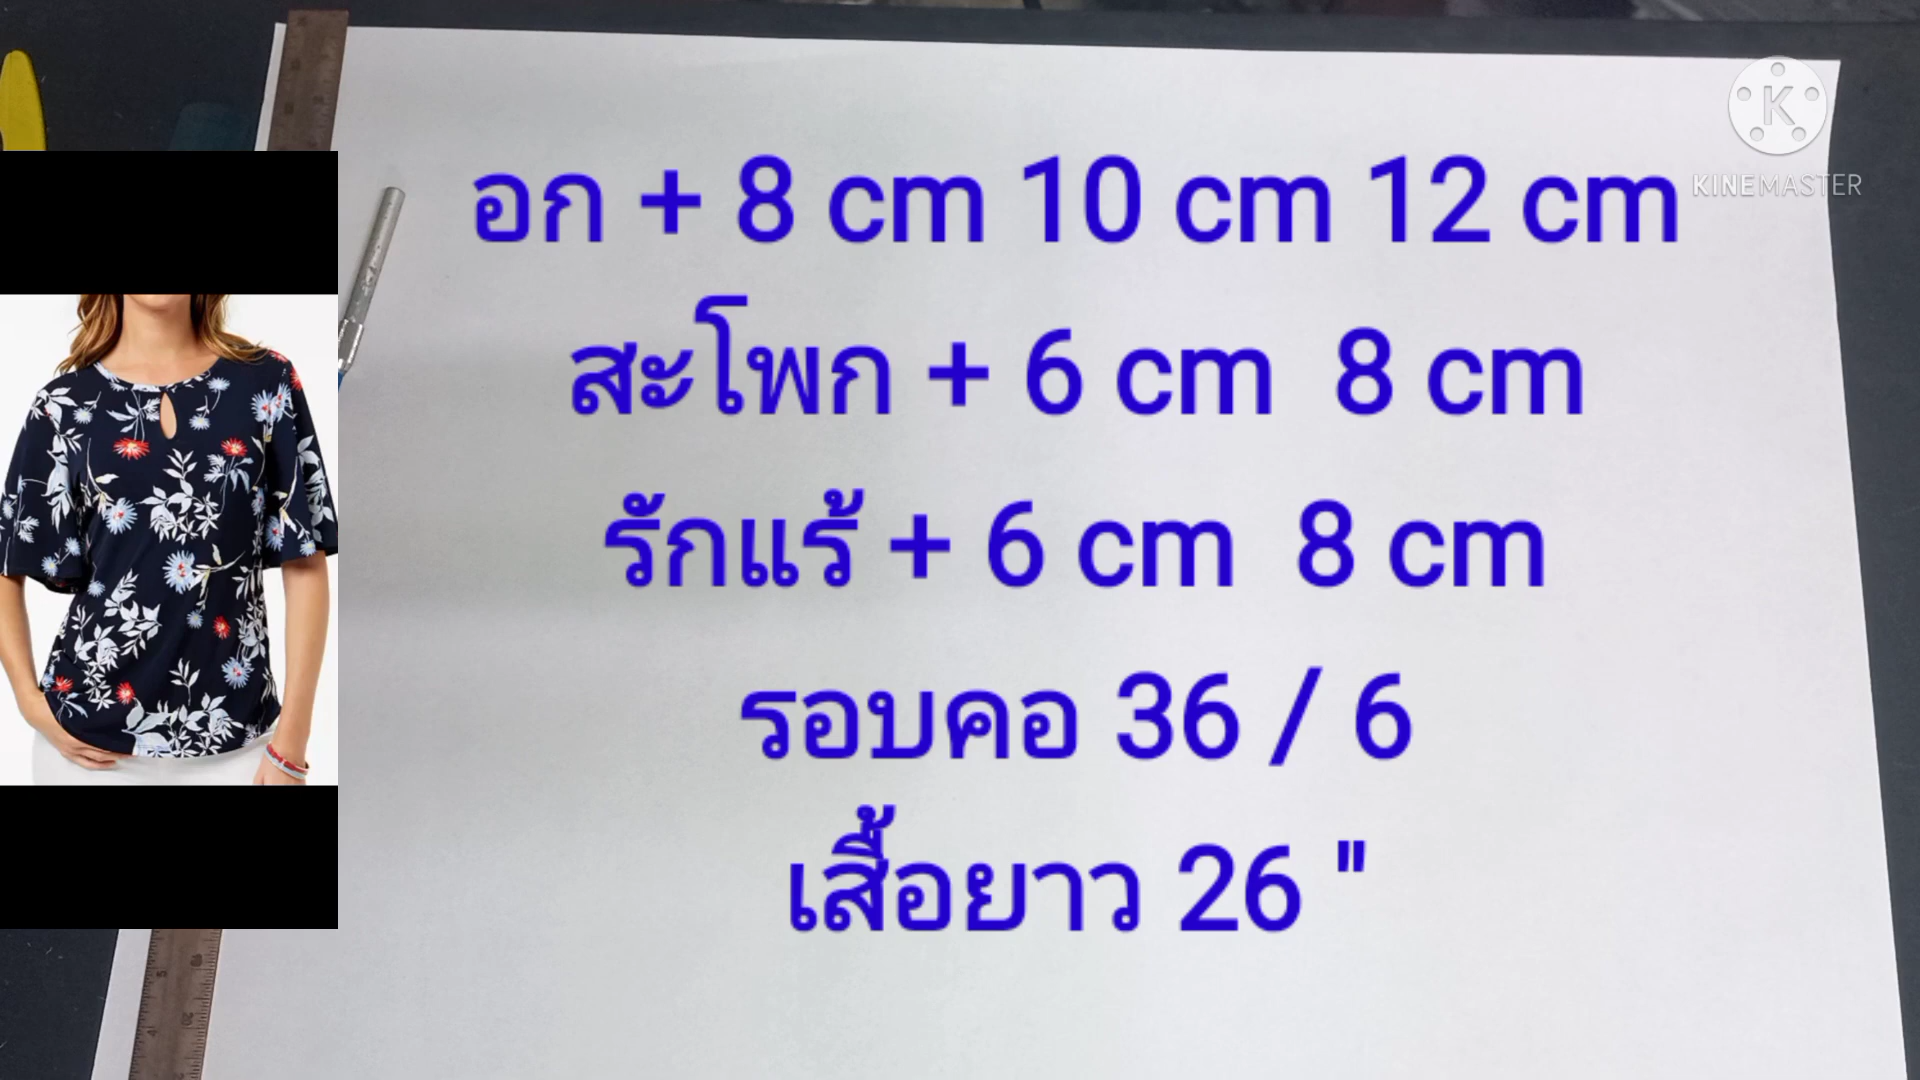 อก + 8 cm 10 cm 12 cm
สะโพก + 6 cm 8 cm
รักแร้ + 6 cm 8 cm
รอบคอ 36 / 6
เสื้อยาว 26 "
KINEMASTER